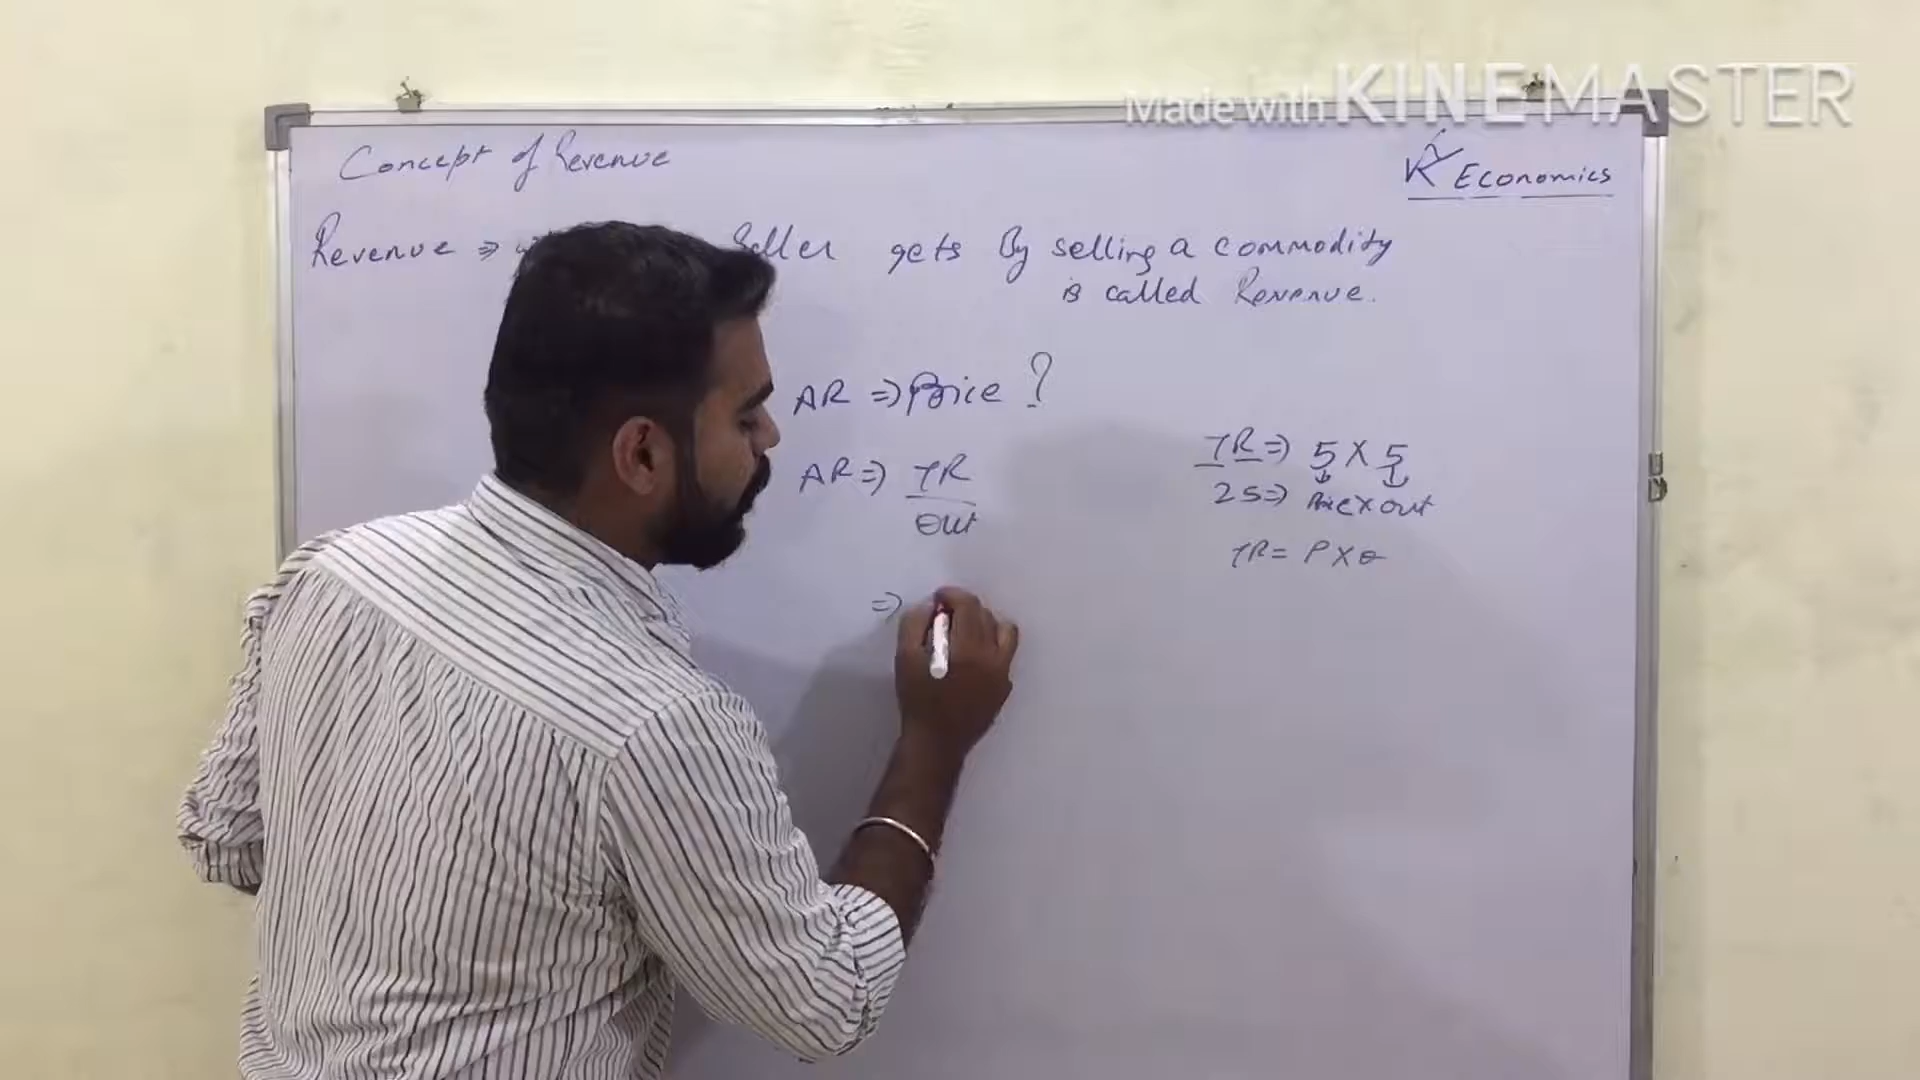 Made with KINEMASTER
Concept of Revenue
K Economics
Revenue ⇒ Seller gets By selling a commodity
is called Revenue.
AR ⇒ Price ?
AR ⇒ TR
Out
⇒
TR ⇒ 5 X 5
25 ⇒ Price X out
TR = P X O